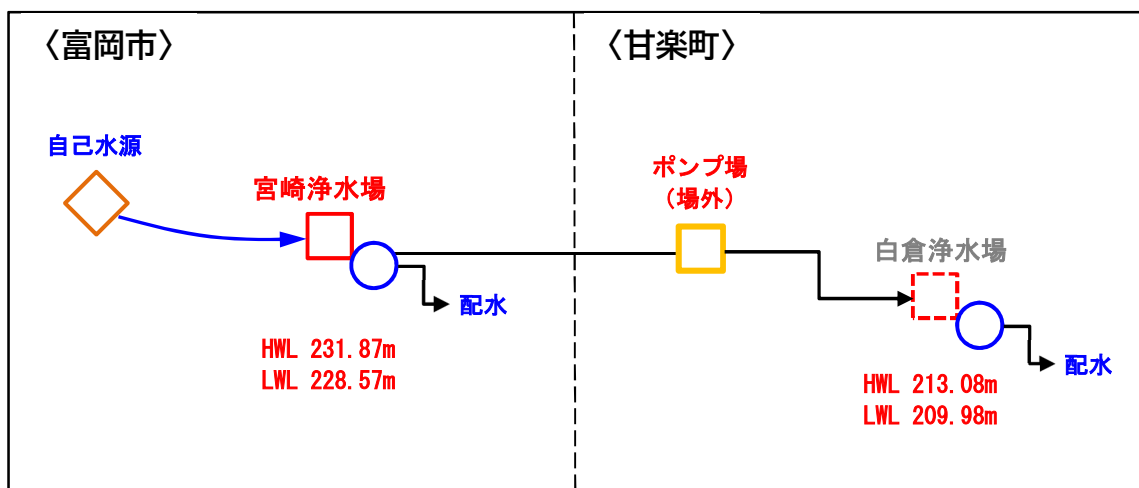 〈富岡市〉
自己水源
宮崎浄水場
配水
HWL 231.87m
LWL 228.57m
〈甘楽町〉
ポンプ場
（場外）
白倉浄水場
配水
HWL 213.08m
LWL 209.98m